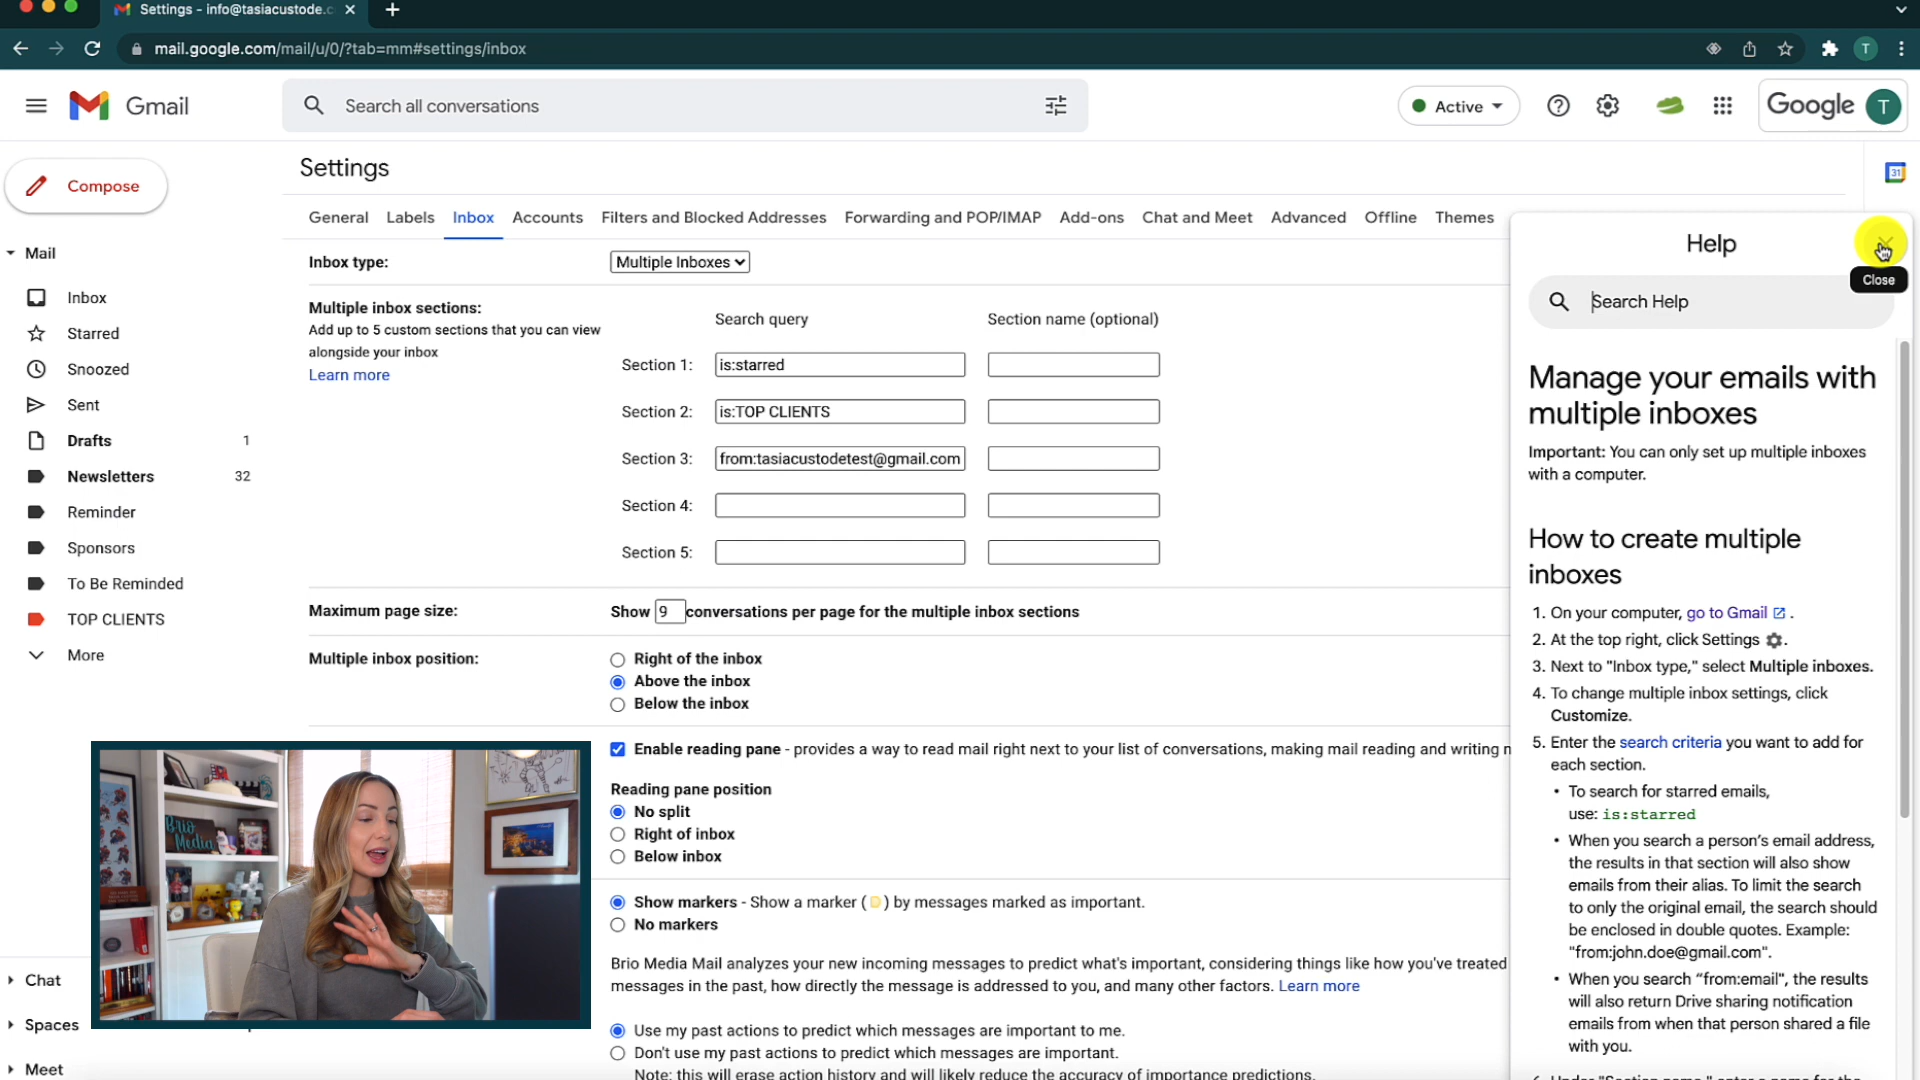 Settings - info@tasiacustode.c
mail.google.com/mail/u/0/?tab=mm#settings/inbox
T
Gmail
Search all conversations
Active
Google
T
Compose
Settings
31
General Labels Inbox Accounts Filters and Blocked Addresses Forwarding and POP/IMAP Add-ons Chat and Meet Advanced Offline Themes
Mail
Inbox
Starred
Snoozed
Sent
Drafts 1
Newsletters 32
Reminder
Sponsors
To Be Reminded
TOP CLIENTS
More
Chat
Spaces
Meet
Inbox type: Multiple Inboxes
Multiple inbox sections:
Add up to 5 custom sections that you can view
alongside your inbox
Learn more
Search query Section name (optional)
Section 1: is:starred
Section 2: is:TOP CLIENTS
Section 3: from:tasiacustodetest@gmail.com
Section 4:
Section 5:
Maximum page size: Show 9 conversations per page for the multiple inbox sections
Multiple inbox position: Right of the inbox
Above the inbox
Below the inbox
Enable reading pane - provides a way to read mail right next to your list of conversations, making mail reading and writing
Reading pane position
No split
Right of inbox
Below inbox
Show markers - Show a marker ( ) by messages marked as important.
No markers
Brio Media Mail analyzes your new incoming messages to predict what's important, considering things like how you've treated
messages in the past, how directly the message is addressed to you, and many other factors. Learn more
Use my past actions to predict which messages are important to me.
Don't use my past actions to predict which messages are important.
Note: this will erase action history and will likely reduce the accuracy of importance predictions.
Brio
Media
Help
Close
Search Help
Manage your emails with
multiple inboxes
Important: You can only set up multiple inboxes
with a computer.
How to create multiple
inboxes
1. On your computer, go to Gmail .
2. At the top right, click Settings .
3. Next to "Inbox type," select Multiple inboxes.
4. To change multiple inbox settings, click
Customize.
5. Enter the search criteria you want to add for
each section.
• To search for starred emails,
use: is:starred
• When you search a person's email address,
the results in that section will also show
emails from their alias. To limit the search
to only the original email, the search should
be enclosed in double quotes. Example:
"from:john.doe@gmail.com".
• When you search “from:email", the results
will also return Drive sharing notification
emails from when that person shared a file
with you.